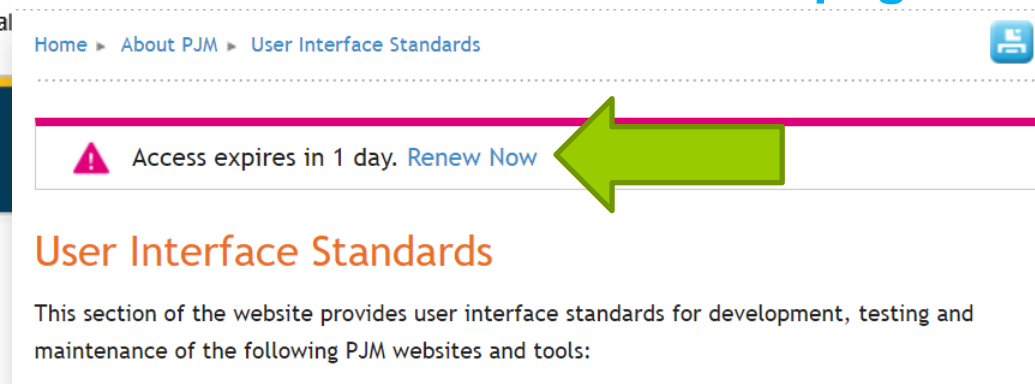 Home ▸ About PJM ▸ User Interface Standards
Access expires in 1 day. Renew Now
User Interface Standards
This section of the website provides user interface standards for development, testing and
maintenance of the following PJM websites and tools: